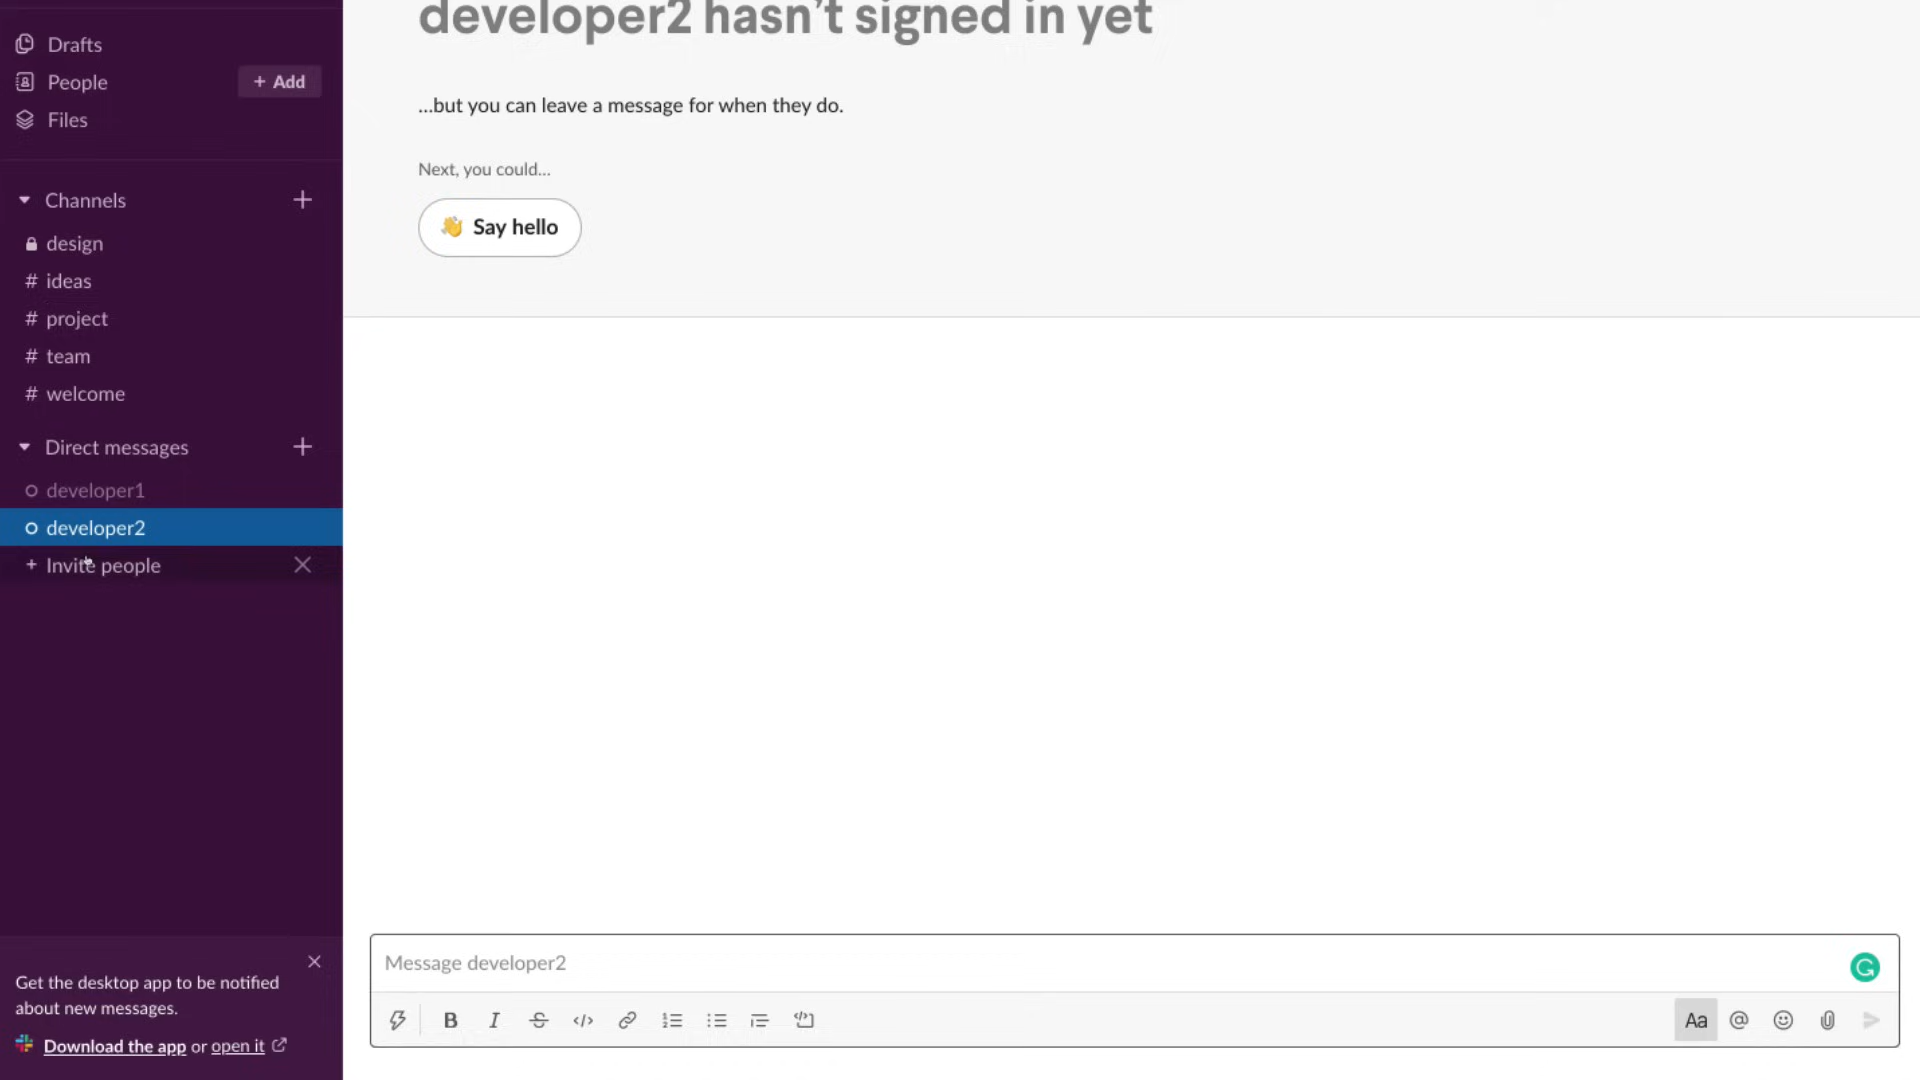 Drafts
People
+ Add
Files
Channels
design
# ideas
# project
# team
# welcome
Direct messages
developer1
developer2
+ Invite people
Get the desktop app to be notified
about new messages.
Download the app or open it
developer2 hasn’t signed in yet
...but you can leave a message for when they do.
Next, you could...
👋 Say hello
Message developer2
B I S </>
Aa @